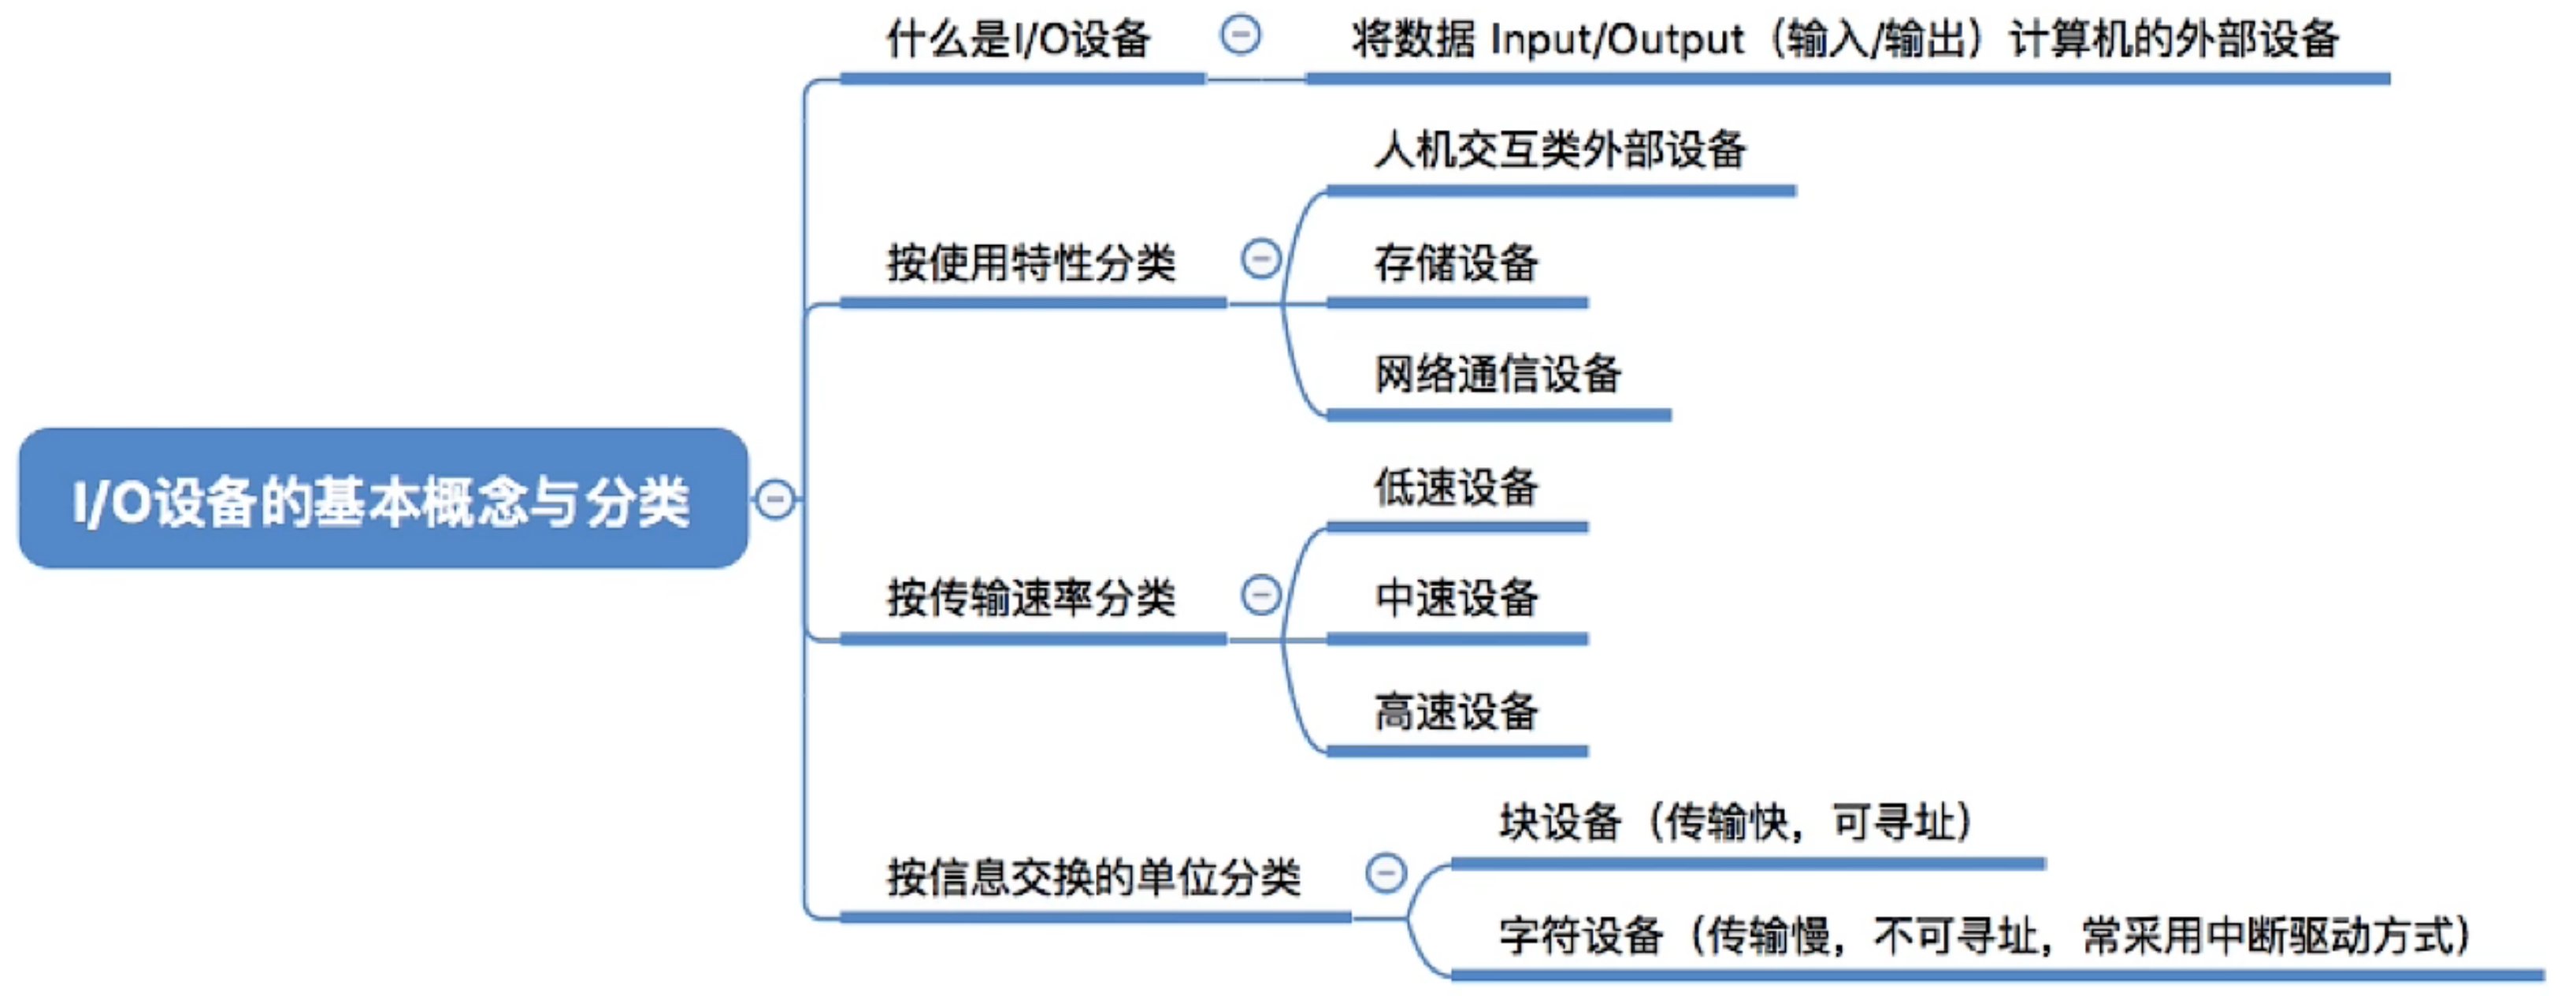 什么是I/O设备
将数据 Input/Output（输入/输出）计算机的外部设备
人机交互类外部设备
按使用特性分类
存储设备
网络通信设备
I/O设备的基本概念与分类
低速设备
按传输速率分类
中速设备
高速设备
块设备（传输快，可寻址）
按信息交换的单位分类
字符设备（传输慢，不可寻址，常采用中断驱动方式）